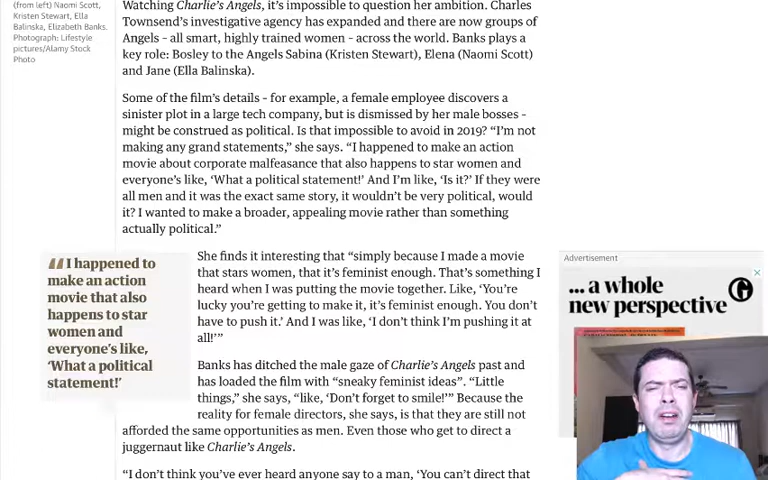 (from left) Naomi Scott,
Kristen Stewart, Ella
Balinska, Elizabeth Banks.
Photograph: Lifestyle
pictures/Alamy Stock
Photo
Watching Charlie's Angels, it's impossible to question her ambition. Charles
Townsend's investigative agency has expanded and there are now groups of
Angels – all smart, highly trained women – across the world. Banks plays a
key role: Bosley to the Angels Sabina (Kristen Stewart), Elena (Naomi Scott)
and Jane (Ella Balinska).
Some of the film's details – for example, a female employee discovers a
sinister plot in a large tech company, but is dismissed by her male bosses –
might be construed as political. Is that impossible to avoid in 2019? “I'm not
making any grand statements,” she says. “I happened to make an action
movie about corporate malfeasance that also happens to star women and
everyone's like, ‘What a political statement!’ And I'm like, ‘Is it?’ If they were
all men and it was the exact same story, it wouldn't be very political, would
it? I wanted to make a broader, appealing movie rather than something
actually political.”
“I happened to
make an action
movie that also
happens to star
women and
everyone's like,
‘What a political
statement!’
She finds it interesting that “simply because I made a movie
that stars women, that it's feminist enough. That's something I
heard when I was putting the movie together. Like, ‘You're
lucky you're getting to make it, it's feminist enough. You don't
have to push it.’ And I was like, ‘I don't think I'm pushing it at
all!’”
Banks has ditched the male gaze of Charlie's Angels past and
has loaded the film with “sneaky feminist ideas”. “Little
things,” she says, “like, ‘Don't forget to smile!’” Because the
reality for female directors, she says, is that they are still not
afforded the same opportunities as men. Even those who get to direct a
juggernaut like Charlie's Angels.
“I don't think you've ever heard anyone say to a man, ‘You can't direct that
Advertisement
... a whole
new perspective
G